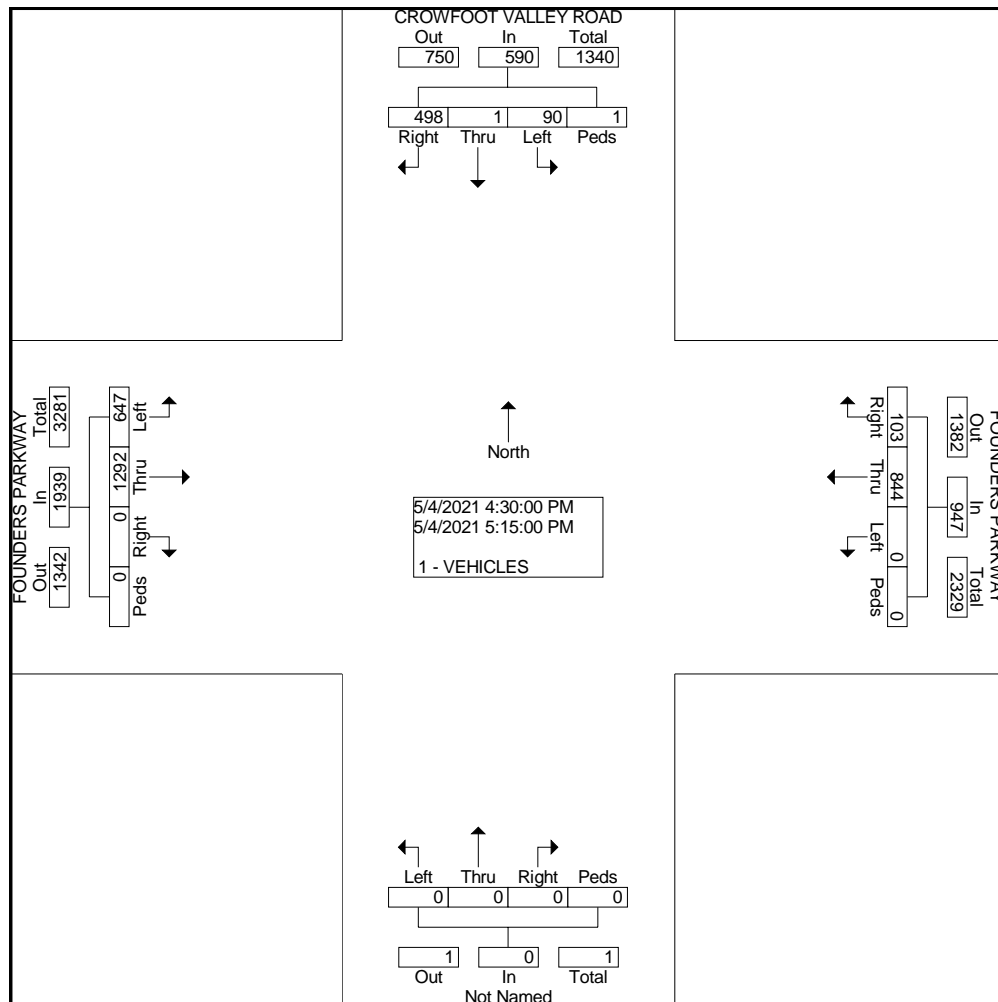 CROWFOOT VALLEY ROAD
Out In Total
750 590 1340
498 1 90 1
Right Thru Left Peds
FOUNDERS PARKWAY
Total In Out
3281 1939 1342
647 1292 0 0
Left Thru Right Peds
North
5/4/2021 4:30:00 PM
5/4/2021 5:15:00 PM
1 - VEHICLES
Right Thru Left Peds
103 844 0 0
1382 947 2329
Out In Total
FOUNDERS PARKWAY
Left Thru Right Peds
0 0 0 0
1 0 1
Out In Total
Not Named